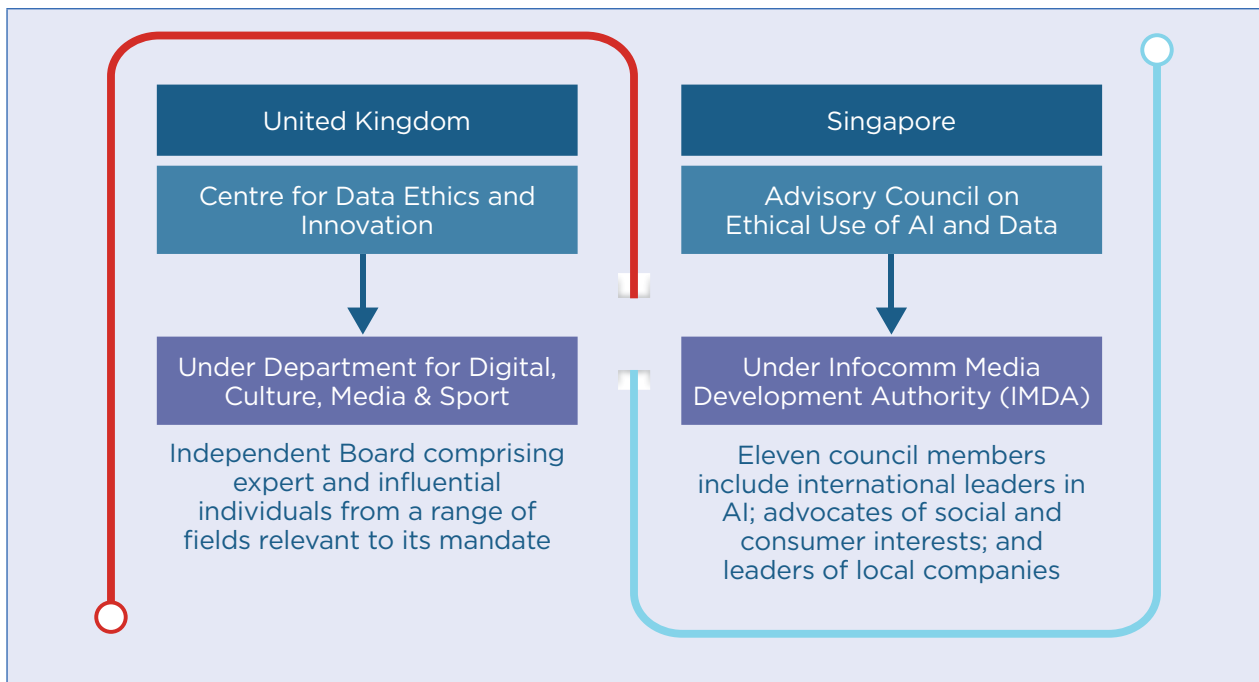 United Kingdom
Centre for Data Ethics and
Innovation
Under Department for Digital,
Culture, Media & Sport
Independent Board comprising
expert and influential
individuals from a range of
fields relevant to its mandate
Singapore
Advisory Council on
Ethical Use of AI and Data
Under Infocomm Media
Development Authority (IMDA)
Eleven council members
include international leaders in
AI; advocates of social and
consumer interests; and
leaders of local companies